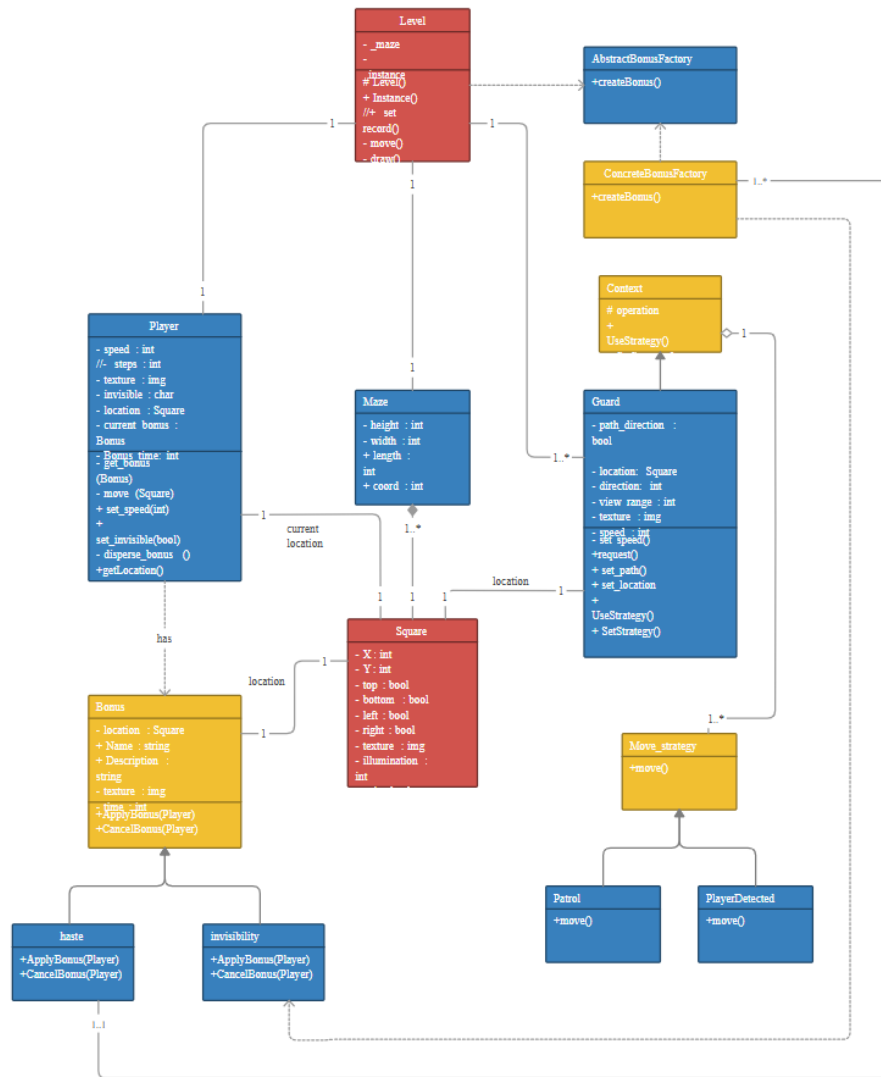 Level
- _maze
-
_instance
# Level()
+ Instance()
//+ set
record()
- move()
- draw()
AbstractBonusFactory
+createBonus()
ConcreteBonusFactory
+createBonus()
1
1
1
1..*
Context
# operation
+
UseStrategy()
1
1
Player
- speed : int
//- steps : int
- texture : img
- invisible : char
- location : Square
- current bonus :
Bonus
- Bonus time: int
- get_bonus
(Bonus)
- move (Square)
+ set_speed(int)
+
set_invisible(bool)
- disperse_bonus ()
+getLocation()
1
Maze
- height : int
- width : int
+ length :
int
+ coord : int
Guard
- path_direction :
bool
- location: Square
- direction: int
- view range : int
- texture : img
- speed : int
- set speed()
+request()
+ set_path()
+ set_location
+
UseStrategy()
+ SetStrategy()
1..*
1
current
location
1..*
location
1
1
1
1
has
Square
- X : int
- Y : int
- top : bool
- bottom : bool
- left : bool
- right : bool
- texture : img
- illumination :
int
location
1
1
Bonus
- location : Square
+ Name : string
+ Description :
string
- texture : img
- time : int
+ApplyBonus(Player)
+CancelBonus(Player)
1..*
Move_strategy
+move()
Patrol
+move()
PlayerDetected
+move()
haste
+ApplyBonus(Player)
+CancelBonus(Player)
invisibility
+ApplyBonus(Player)
+CancelBonus(Player)
1..1